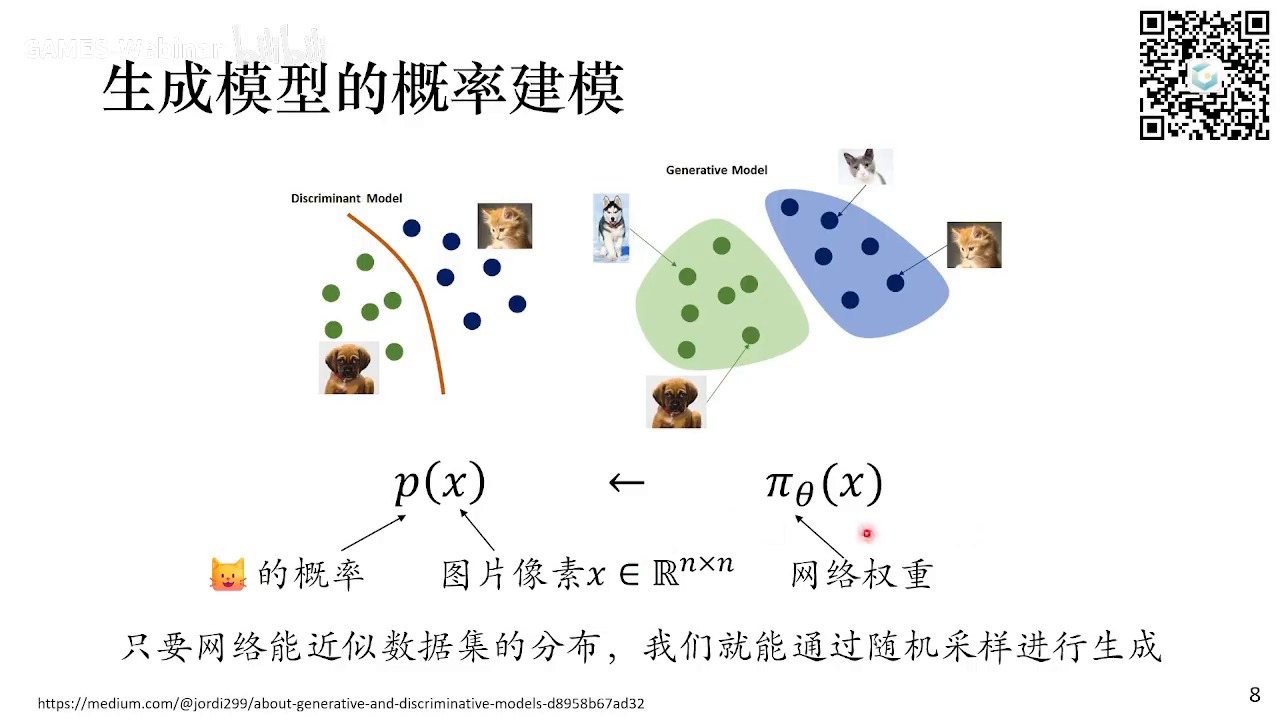 GAMES-Webinar bilibili
生成模型的概率建模
Discriminant Model
Generative Model
p(x) ← π_θ(x)
的概率
图片像素x ∈ ℝ^{n×n}
网络权重
只要网络能近似数据集的分布，我们就能通过随机采样进行生成
https://medium.com/@jordi299/about-generative-and-discriminative-models-d8958b67ad32
8